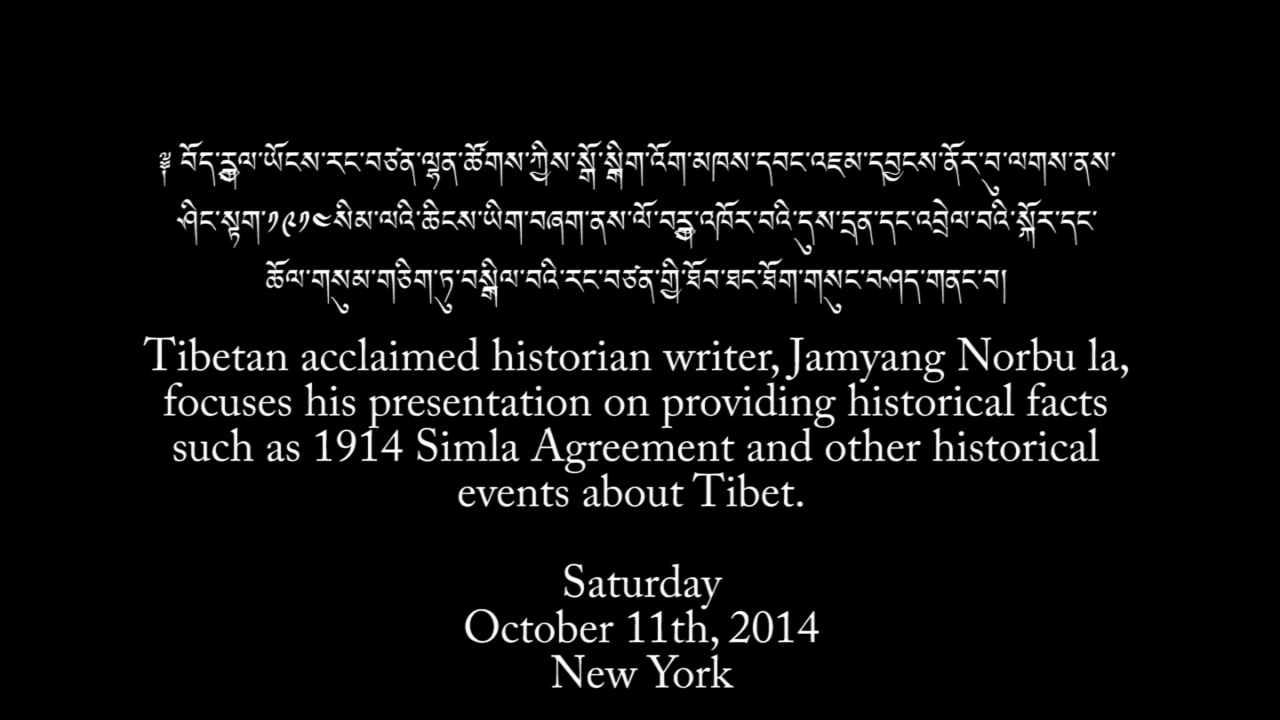 ༄ བོད་རྒྱལ་ཡོངས་རང་བཙན་ལྷན་ཚོགས་ཀྱིས་སྒོ་སྒྲིག་འོག་མཁས་དབང་འཇམ་དབྱངས་ནོར་བུ་ལགས་ནས་
ཤིང་སྟག་༡༩༡༤སིམ་ལའི་ཆིངས་ཡིག་བཞག་ནས་ལོ་བརྒྱ་འཁོར་བའི་དུས་དྲན་དང་འབྲེལ་བའི་སྐོར་དང་
ཆོལ་གསུམ་གཅིག་ཏུ་བསྒྲིལ་བའི་རང་བཙན་གྱི་ཐོབ་ཐང་ཐོག་གསུང་བཤད་གནང་བ།
Tibetan acclaimed historian writer, Jamyang Norbu la,
focuses his presentation on providing historical facts
such as 1914 Simla Agreement and other historical
events about Tibet.
Saturday
October 11th, 2014
New York